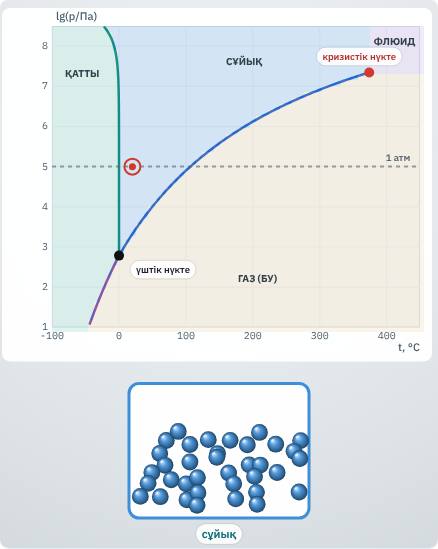 lg(p/Па)
8
7
6
5
4
3
2
1
ҚАТТЫ
СҰЙЫҚ
ФЛЮИД
кризистік нүкте
1 атм
үштік нүкте
ГАЗ (БУ)
-100 0 100 200 300 400
t, °C
сұйық